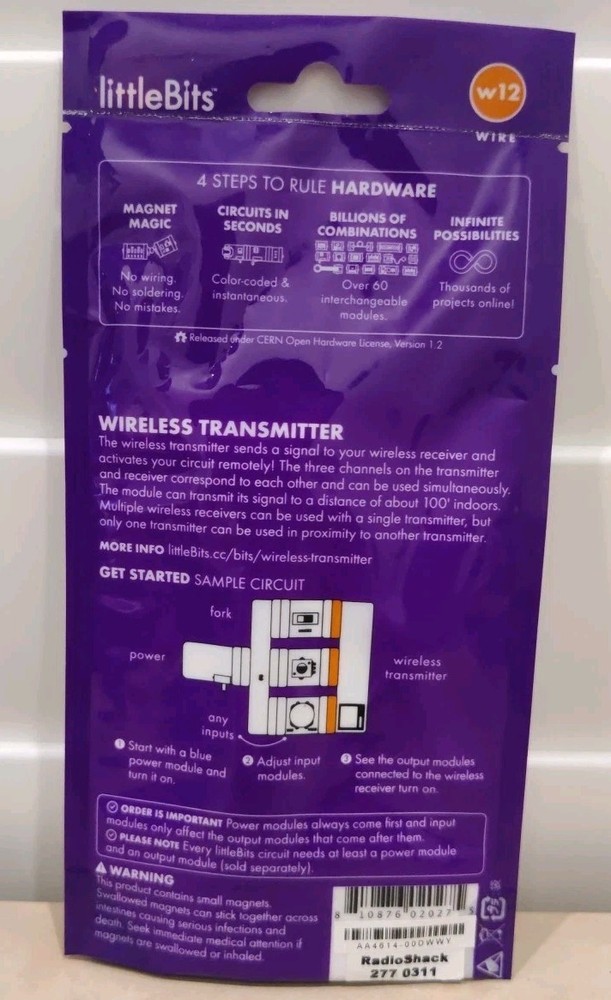 littleBits™
w12
WIRE
4 STEPS TO RULE HARDWARE
MAGNET
MAGIC
No wiring.
No soldering.
No mistakes.
CIRCUITS IN
SECONDS
Color-coded &
instantaneous.
BILLIONS OF
COMBINATIONS
Over 60
interchangeable
modules.
INFINITE
POSSIBILITIES
Thousands of
projects online!
Released under CERN Open Hardware License, Version 1.2
WIRELESS TRANSMITTER
The wireless transmitter sends a signal to your wireless receiver and
activates your circuit remotely! The three channels on the transmitter
and receiver correspond to each other and can be used simultaneously.
The module can transmit its signal to a distance of about 100' indoors.
Multiple wireless receivers can be used with a single transmitter, but
only one transmitter can be used in proximity to another transmitter.
MORE INFO littleBits.cc/bits/wireless-transmitter
GET STARTED SAMPLE CIRCUIT
fork
power
wireless
transmitter
any
inputs
1 Start with a blue
power module and
turn it on.
2 Adjust input
modules.
3 See the output modules
connected to the wireless
receiver turn on.
ORDER IS IMPORTANT Power modules always come first and input
modules only affect the output modules that come after them.
PLEASE NOTE Every littleBits circuit needs at least a power module
and an output module (sold separately).
WARNING
This product contains small magnets.
Swallowed magnets can stick together across
intestines causing serious infections and
death. Seek immediate medical attention if
magnets are swallowed or inhaled.
8 10876 02027 5
AA4614-00DWWY
RadioShack
277 0311